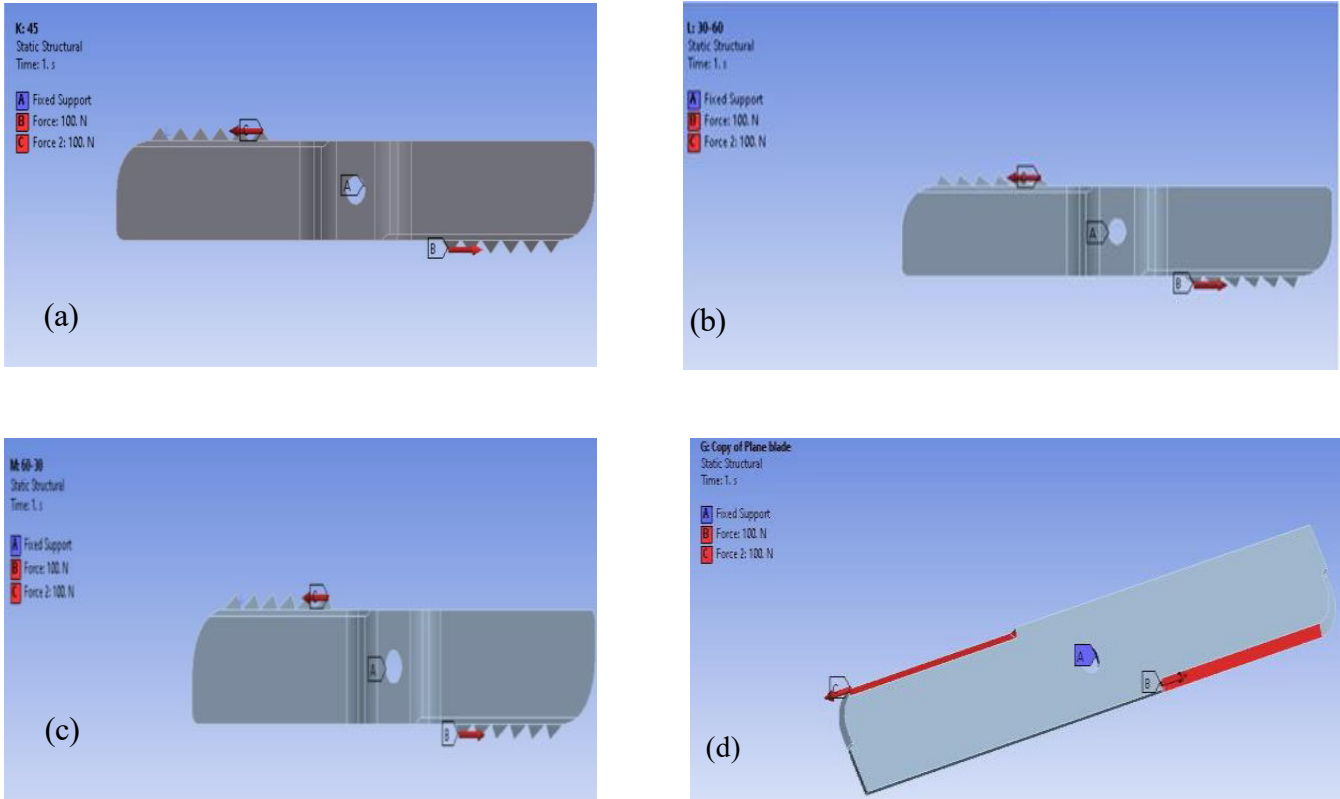 K: 45
Static Structural
Time: 1. s
A Fixed Support
B Force: 100. N
C Force 2: 100. N
C
A
B
(a)
L: 30-60
Static Structural
Time: 1. s
A Fixed Support
B Force: 100. N
C Force 2: 100. N
C
A
B
(b)
M: 60-30
Static Structural
Time: 1. s
A Fixed Support
B Force: 100. N
C Force 2: 100. N
C
A
B
(c)
G: Copy of Plane blade
Static Structural
Time: 1. s
A Fixed Support
B Force: 100. N
C Force 2: 100. N
A
C
B
(d)